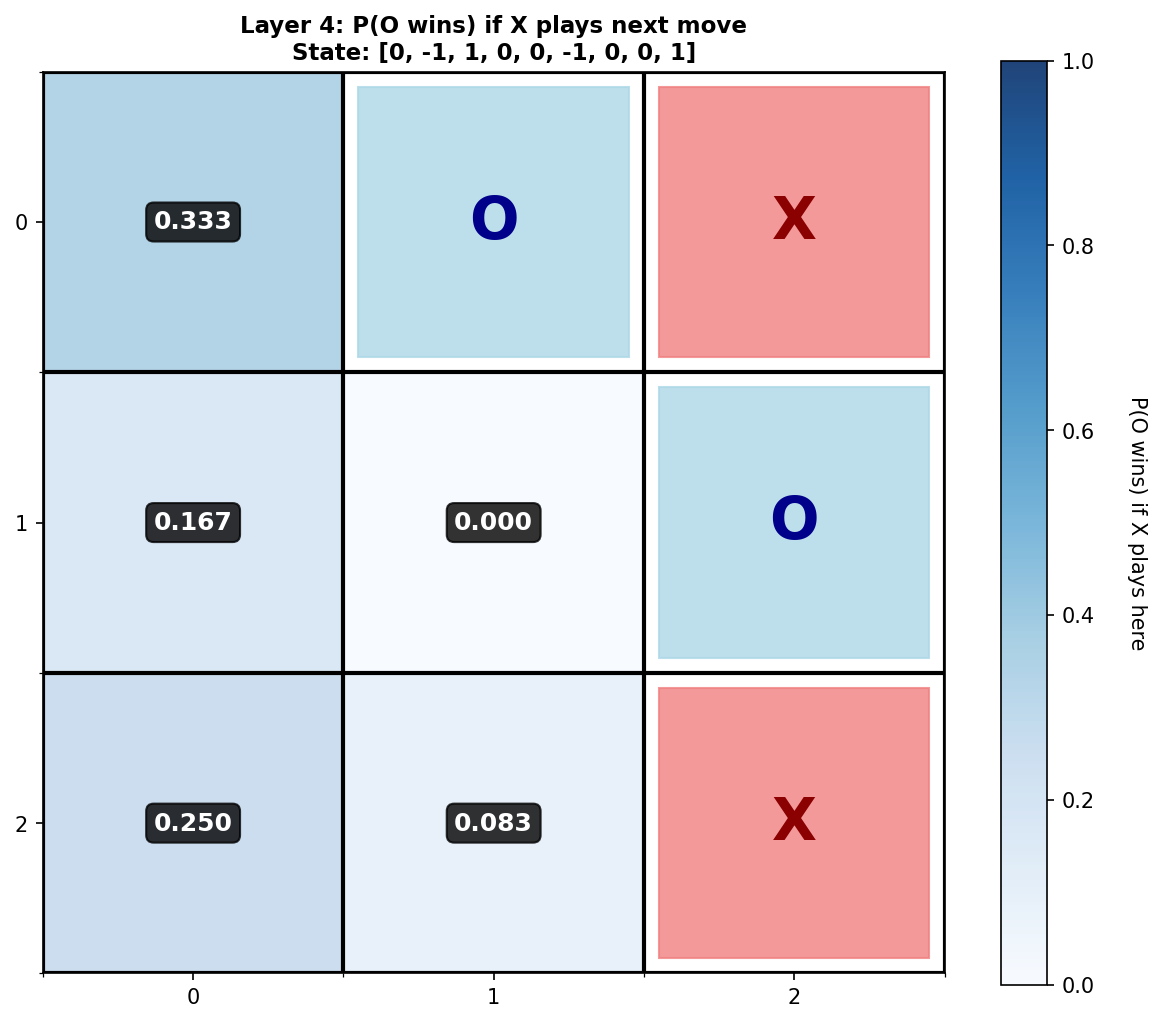 Layer 4: P(O wins) if X plays next move
State: [0, -1, 1, 0, 0, -1, 0, 0, 1]
0
0.333
O
X
1
0.167
0.000
O
2
0.250
0.083
X
0
1
2
1.0
0.8
0.6
0.4
0.2
0.0
P(O wins) if X plays here